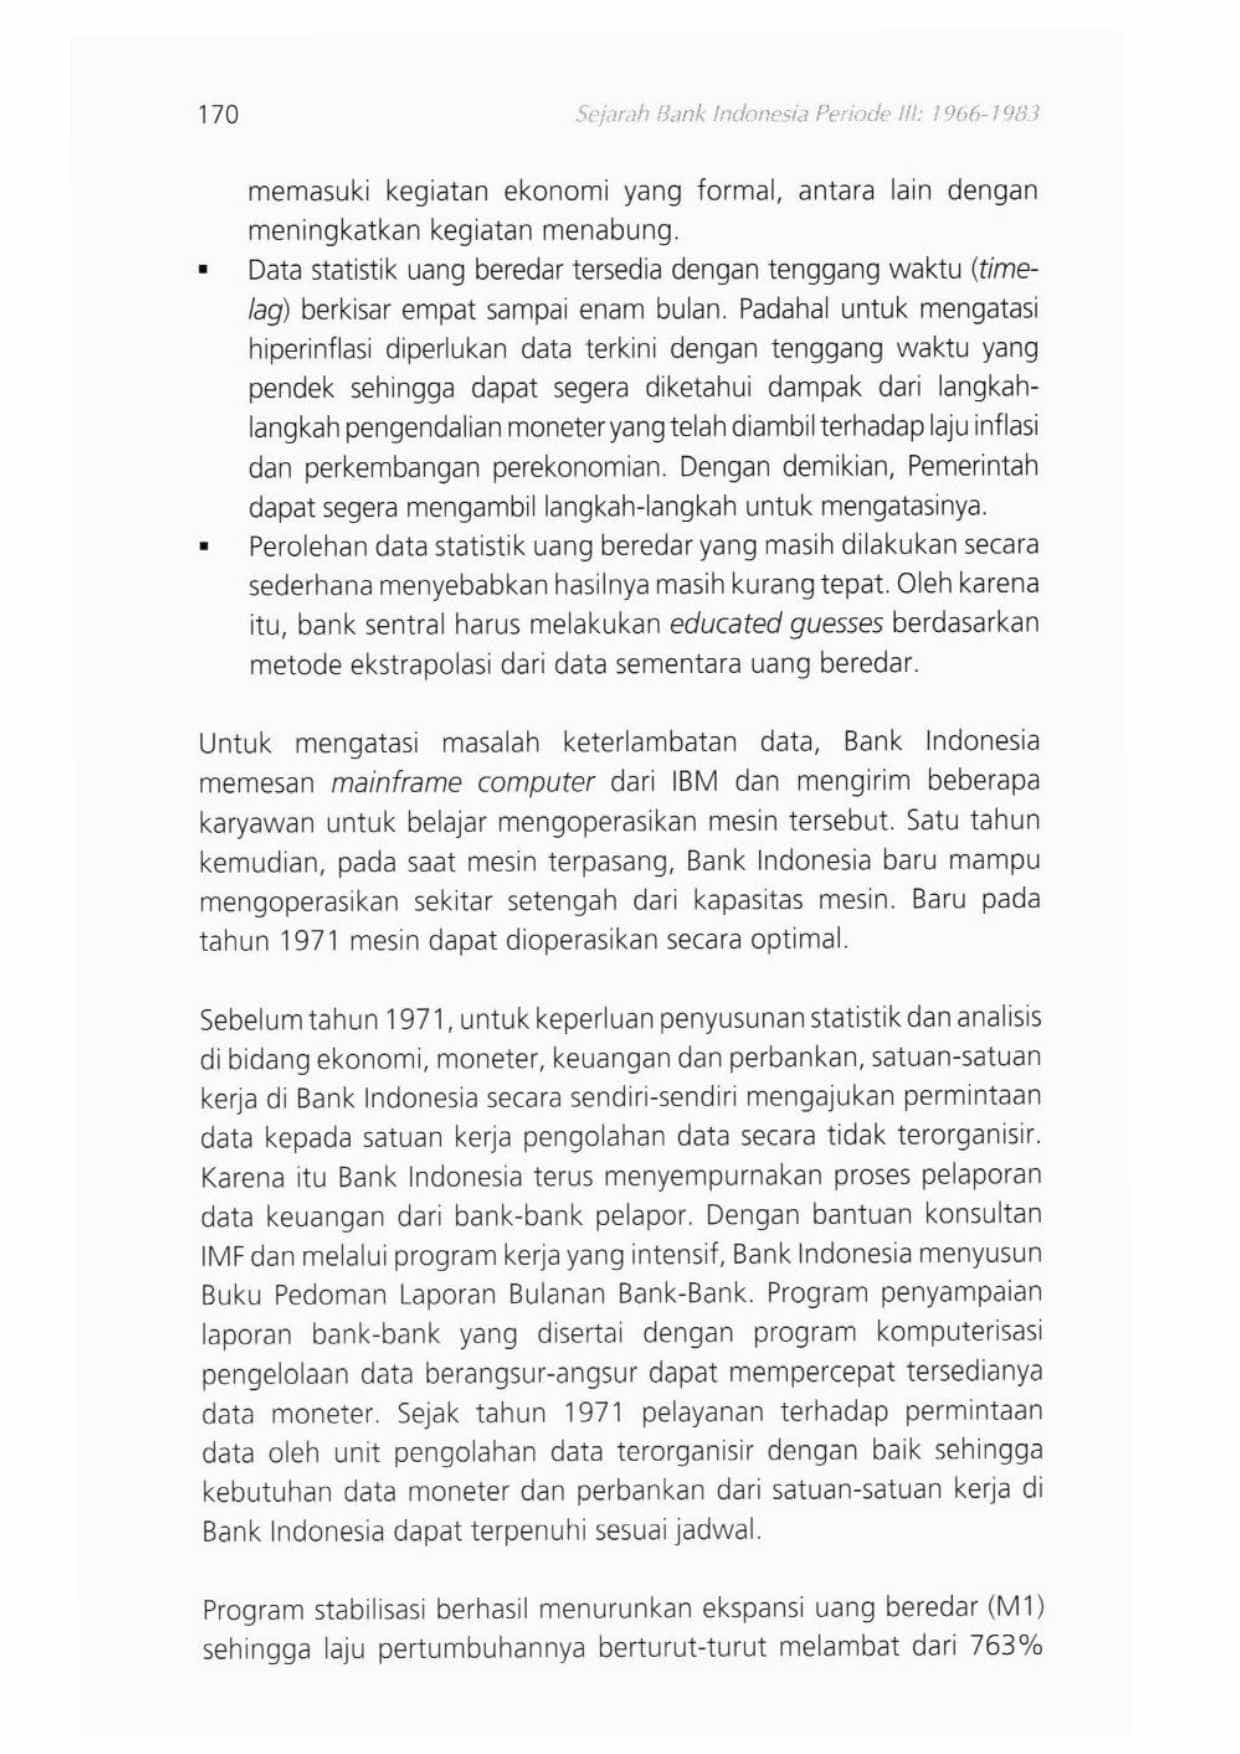 170
Sejarah Bank Indonesia Periode III: 1966-1983
memasuki kegiatan ekonomi yang formal, antara lain dengan
meningkatkan kegiatan menabung.
▪ Data statistik uang beredar tersedia dengan tenggang waktu (time-
lag) berkisar empat sampai enam bulan. Padahal untuk mengatasi
hiperinflasi diperlukan data terkini dengan tenggang waktu yang
pendek sehingga dapat segera diketahui dampak dari langkah-
langkah pengendalian moneter yang telah diambil terhadap laju inflasi
dan perkembangan perekonomian. Dengan demikian, Pemerintah
dapat segera mengambil langkah-langkah untuk mengatasinya.
▪ Perolehan data statistik uang beredar yang masih dilakukan secara
sederhana menyebabkan hasilnya masih kurang tepat. Oleh karena
itu, bank sentral harus melakukan educated guesses berdasarkan
metode ekstrapolasi dari data sementara uang beredar.
Untuk mengatasi masalah keterlambatan data, Bank Indonesia
memesan mainframe computer dari IBM dan mengirim beberapa
karyawan untuk belajar mengoperasikan mesin tersebut. Satu tahun
kemudian, pada saat mesin terpasang, Bank Indonesia baru mampu
mengoperasikan sekitar setengah dari kapasitas mesin. Baru pada
tahun 1971 mesin dapat dioperasikan secara optimal.
Sebelum tahun 1971, untuk keperluan penyusunan statistik dan analisis
di bidang ekonomi, moneter, keuangan dan perbankan, satuan-satuan
kerja di Bank Indonesia secara sendiri-sendiri mengajukan permintaan
data kepada satuan kerja pengolahan data secara tidak terorganisir.
Karena itu Bank Indonesia terus menyempurnakan proses pelaporan
data keuangan dari bank-bank pelapor. Dengan bantuan konsultan
IMF dan melalui program kerja yang intensif, Bank Indonesia menyusun
Buku Pedoman Laporan Bulanan Bank-Bank. Program penyampaian
laporan bank-bank yang disertai dengan program komputerisasi
pengelolaan data berangsur-angsur dapat mempercepat tersedianya
data moneter. Sejak tahun 1971 pelayanan terhadap permintaan
data oleh unit pengolahan data terorganisir dengan baik sehingga
kebutuhan data moneter dan perbankan dari satuan-satuan kerja di
Bank Indonesia dapat terpenuhi sesuai jadwal.
Program stabilisasi berhasil menurunkan ekspansi uang beredar (M1)
sehingga laju pertumbuhannya berturut-turut melambat dari 763%